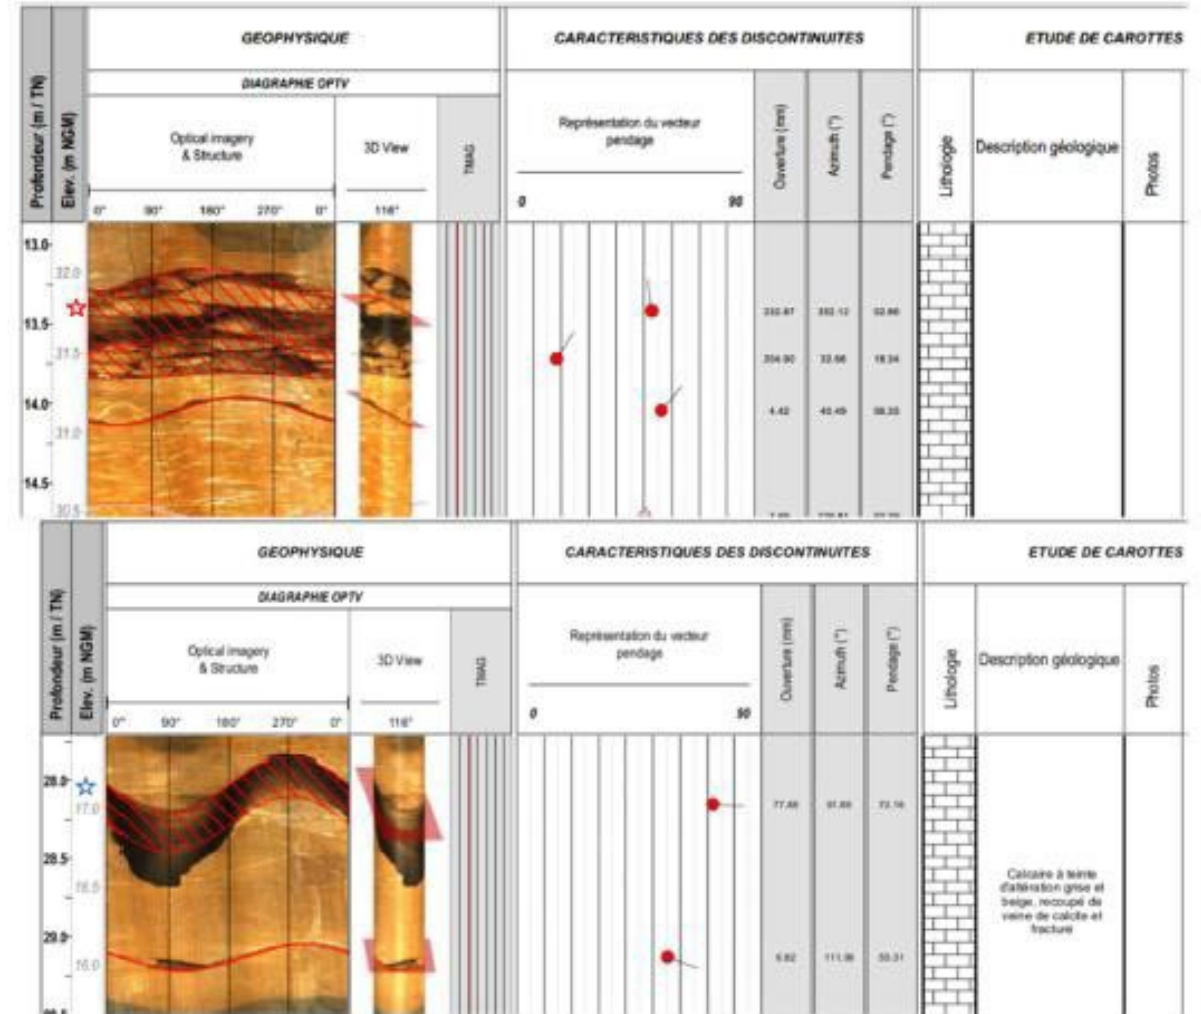 GEOPHYSIQUE
CARACTERISTIQUES DES DISCONTINUITES
ETUDE DE CAROTTES
Profondeur (m / TN)
Elev. (m NGM)
DIAGRAPHIE OPTV
Optical imagery
& Structure
3D View
TMAG
Représentation du vecteur
pendage
Ouverture (mm)
Azimuth (°)
Pendage (°)
Lithologie
Description géologique
Photos
0° 90° 180° 270° 0°
116°
0 90
13.0
32.0
13.5
31.5
14.0
4.42 40.49
31.0
14.5
30.5
GEOPHYSIQUE
CARACTERISTIQUES DES DISCONTINUITES
ETUDE DE CAROTTES
Profondeur (m / TN)
Elev. (m NGM)
DIAGRAPHIE OPTV
Optical imagery
& Structure
3D View
TMAG
Représentation du vecteur
pendage
Ouverture (mm)
Azimuth (°)
Pendage (°)
Lithologie
Description géologique
Photos
0° 90° 180° 270° 0°
116°
0 90
28.0
17.0
28.5
16.5
Calcaire à teinte
d'altération grise et
beige, recoupé de
veine de calcite et
fracture
29.0
16.0